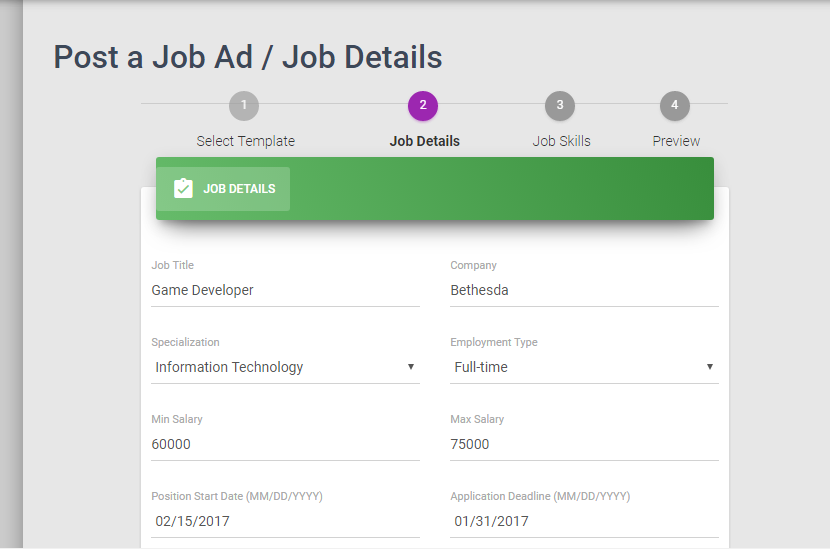 Post a Job Ad / Job Details
1 2 3 4
Select Template Job Details Job Skills Preview
JOB DETAILS
Job Title Company
Game Developer Bethesda
Specialization Employment Type
Information Technology Full-time
Min Salary Max Salary
60000 75000
Position Start Date (MM/DD/YYYY) Application Deadline (MM/DD/YYYY)
02/15/2017 01/31/2017